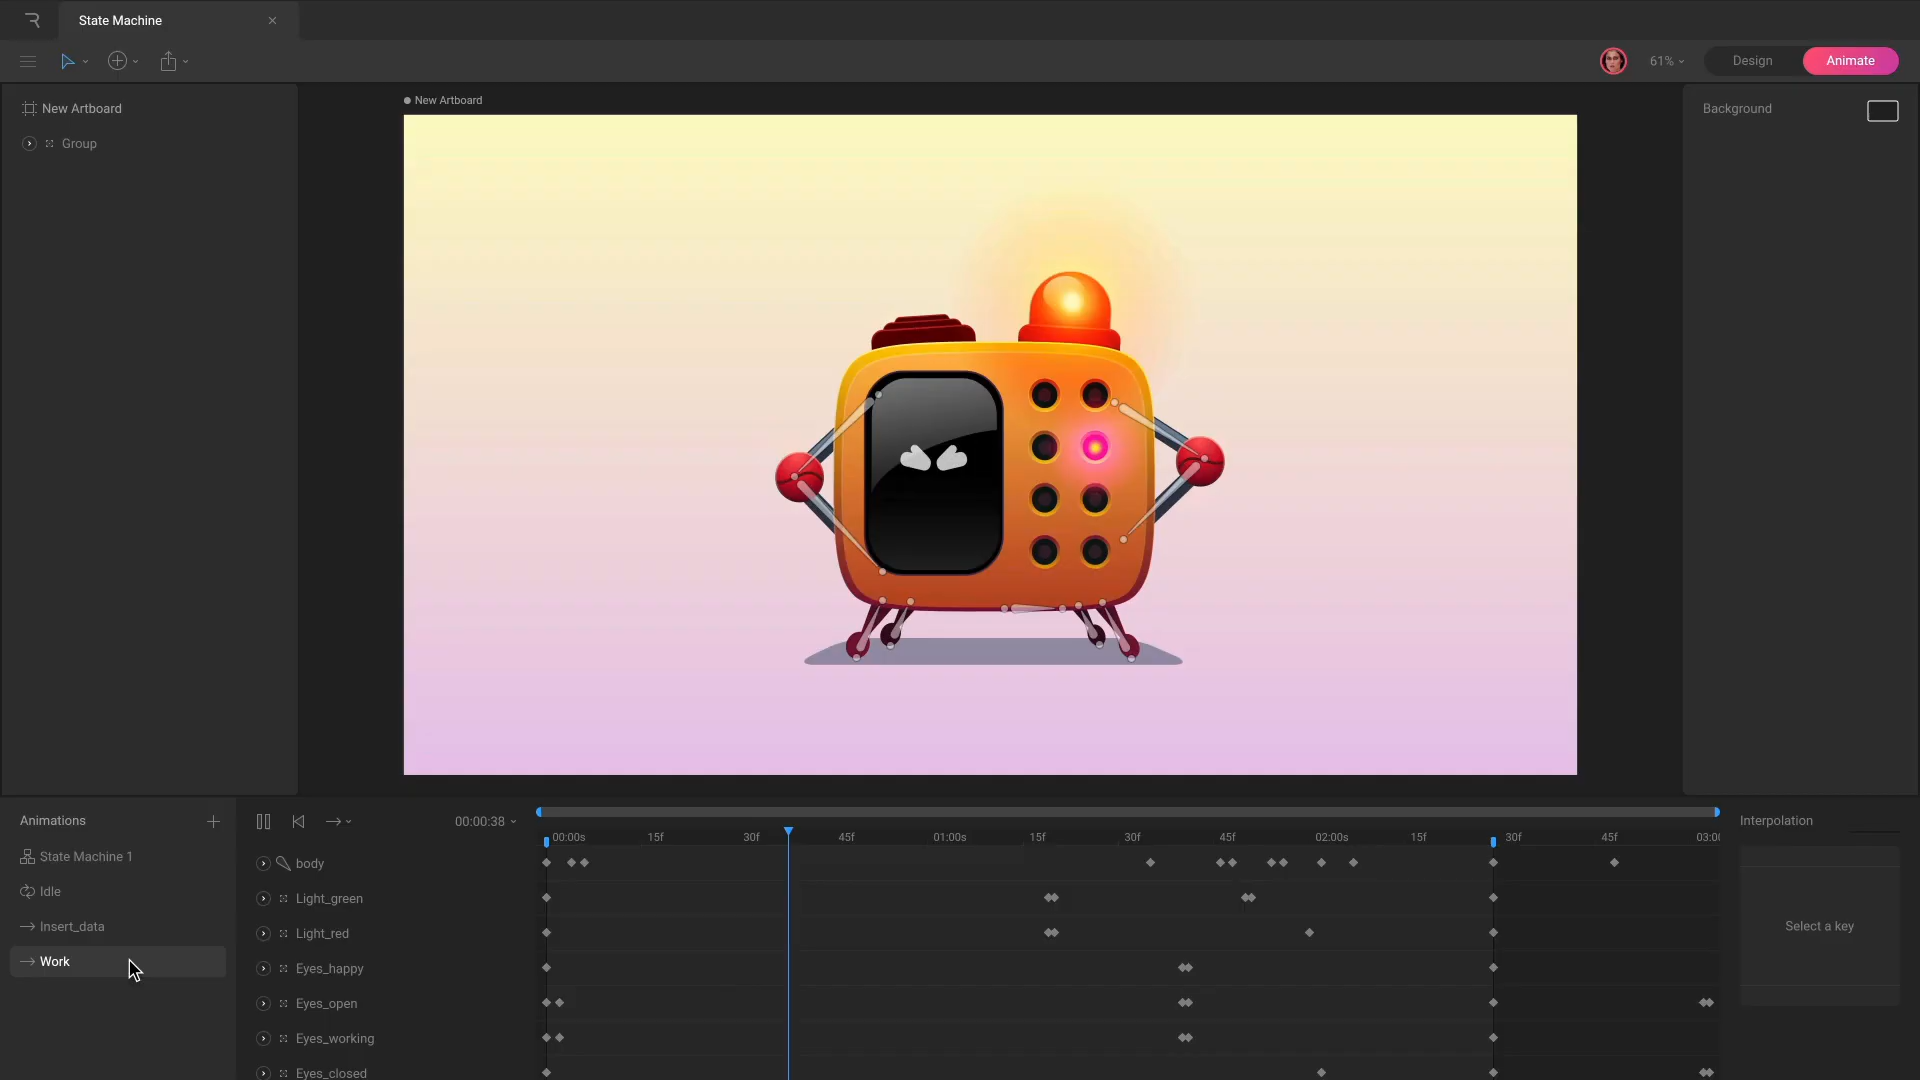 State Machine
61%
Design
Animate
New Artboard
Group
New Artboard
Background
Animations
00:00:38
State Machine 1
Idle
Insert_data
Work
00:00s 15f 30f 45f 01:00s 15f 30f 45f 02:00s 15f 30f 45f 03:00
body
Light_green
Light_red
Eyes_happy
Eyes_open
Eyes_working
Eyes_closed
Interpolation
Select a key